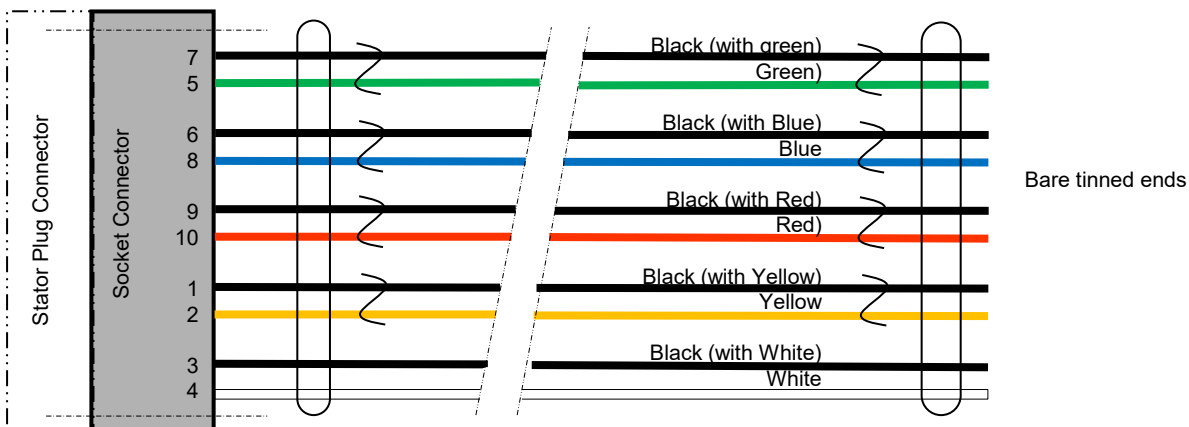 Stator Plug Connector
Socket Connector
7 Black (with green)
5 Green)
6 Black (with Blue)
8 Blue
9 Black (with Red)
10 Red)
1 Black (with Yellow)
2 Yellow
3 Black (with White)
4 White
Bare tinned ends